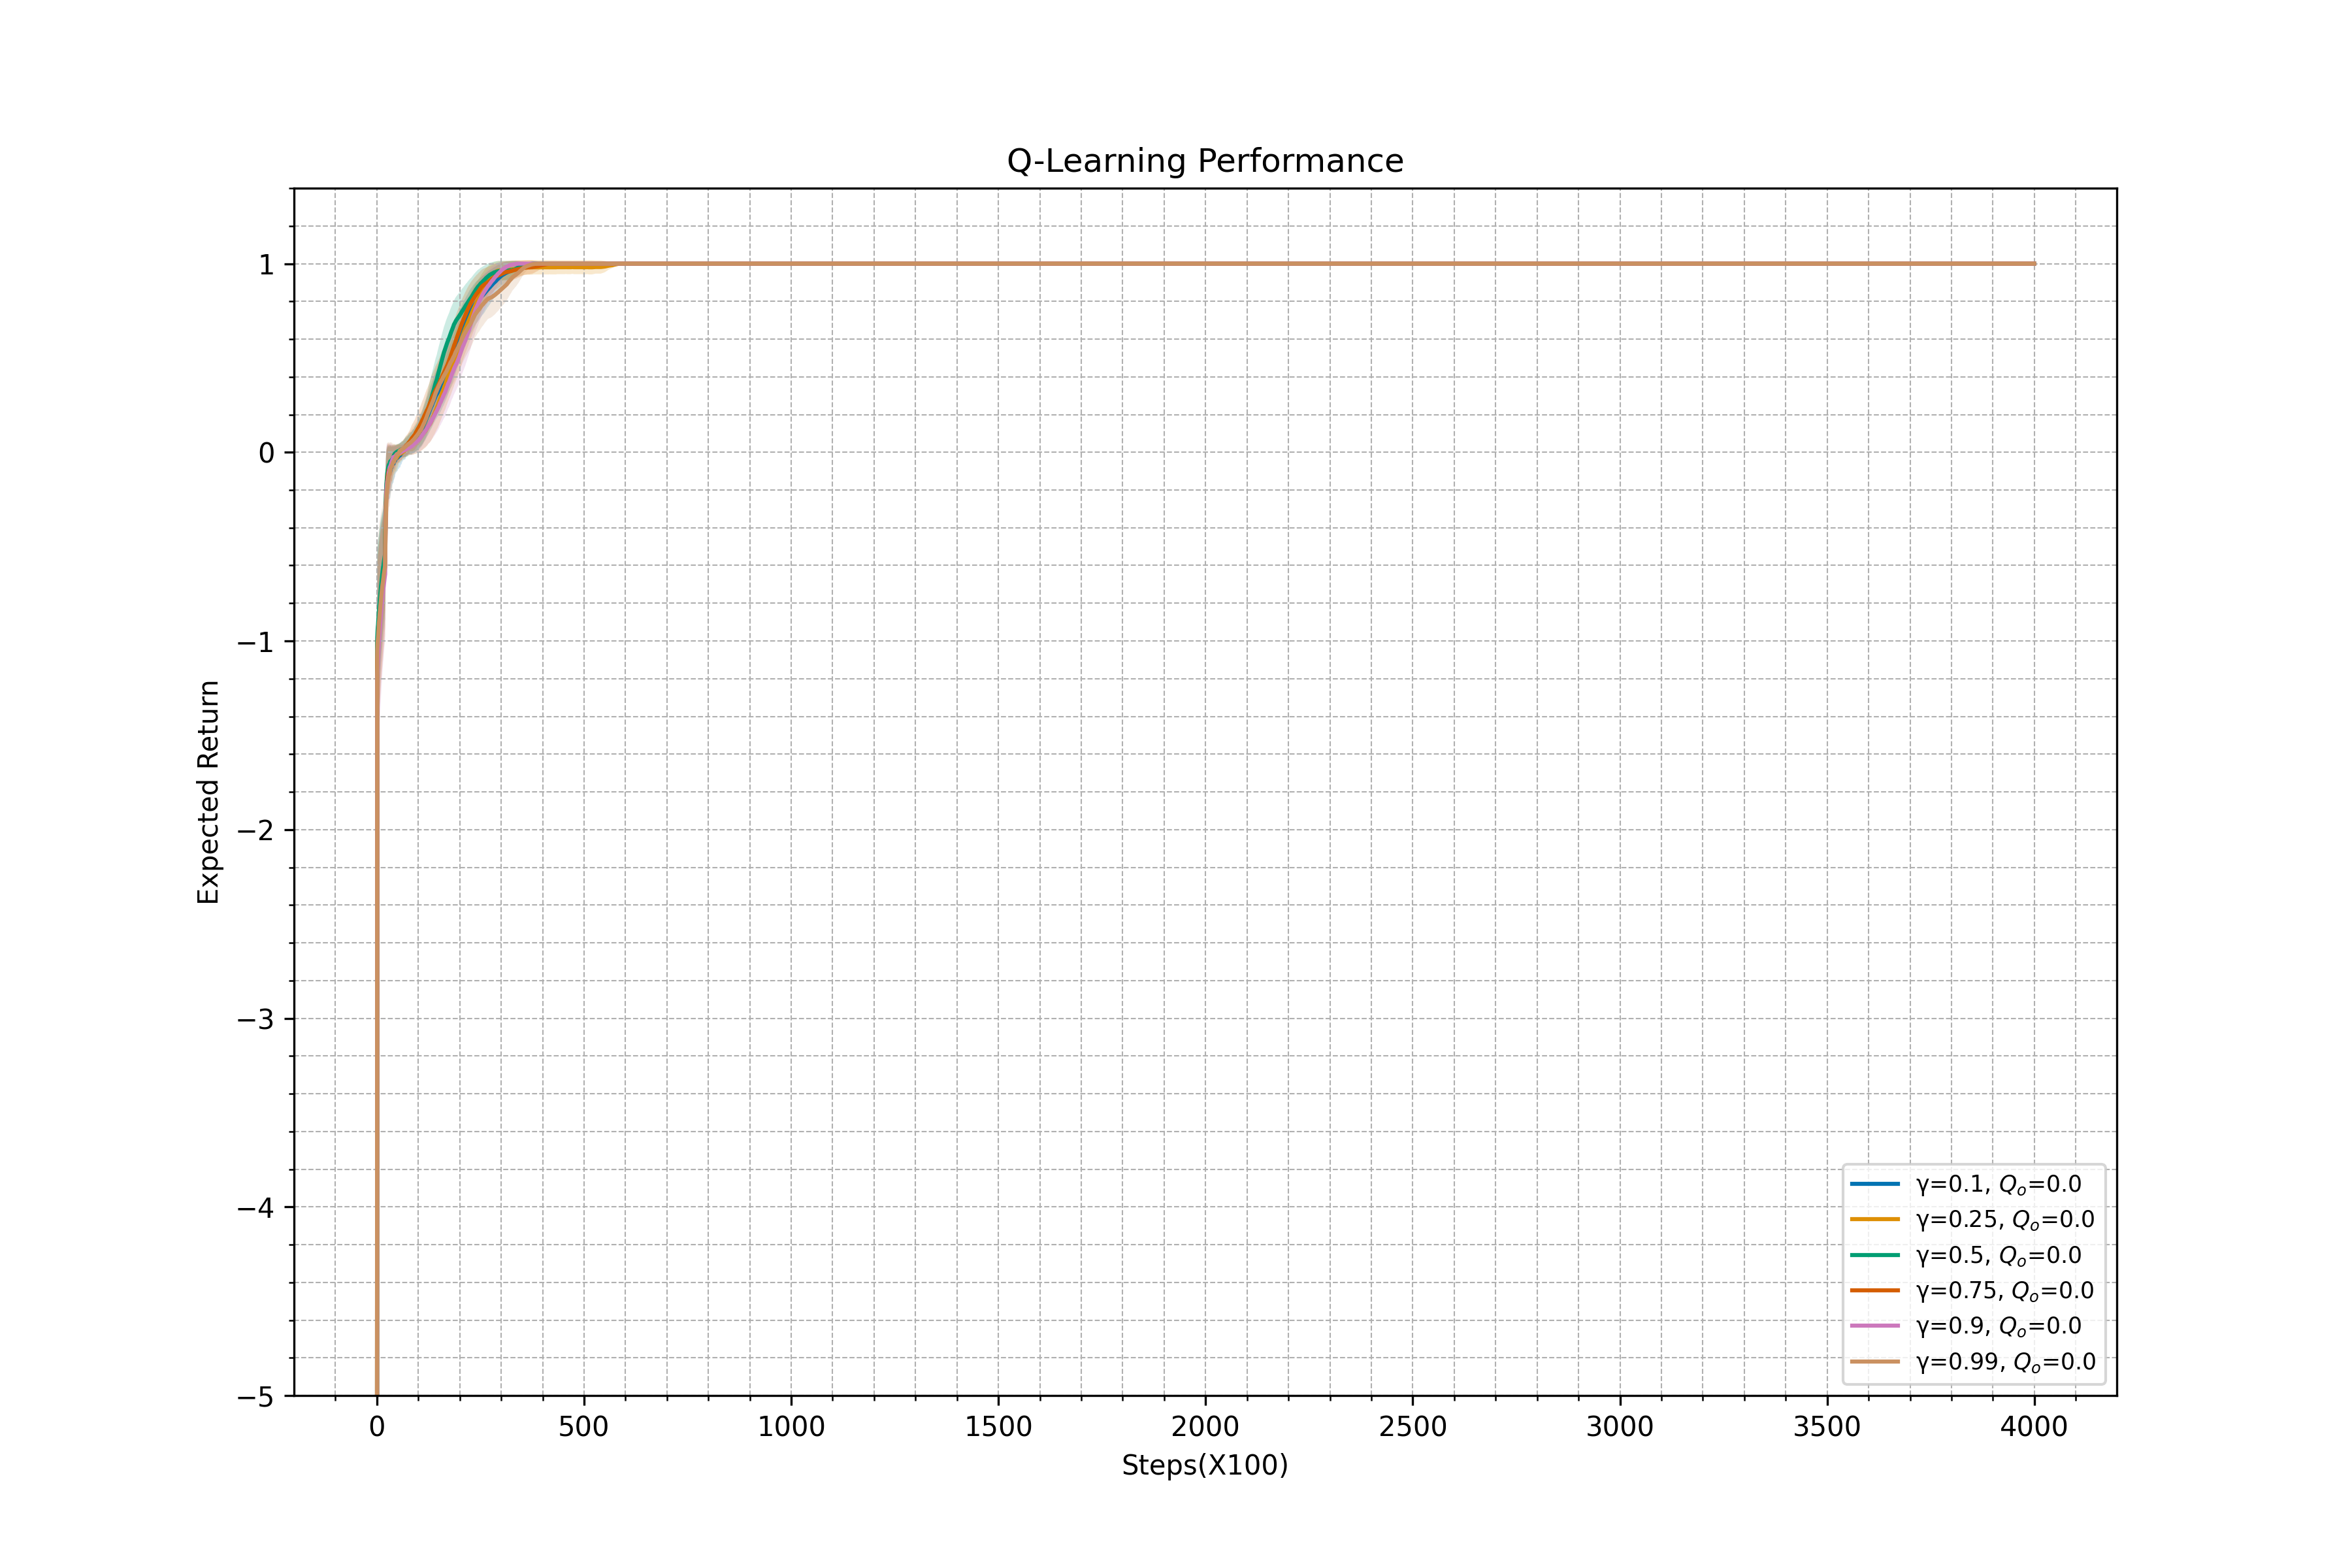 Q-Learning Performance
Expected Return
1
0
−1
−2
−3
−4
−5
0 500 1000 1500 2000 2500 3000 3500 4000
Steps(X100)
γ=0.1, Qo=0.0
γ=0.25, Qo=0.0
γ=0.5, Qo=0.0
γ=0.75, Qo=0.0
γ=0.9, Qo=0.0
γ=0.99, Qo=0.0